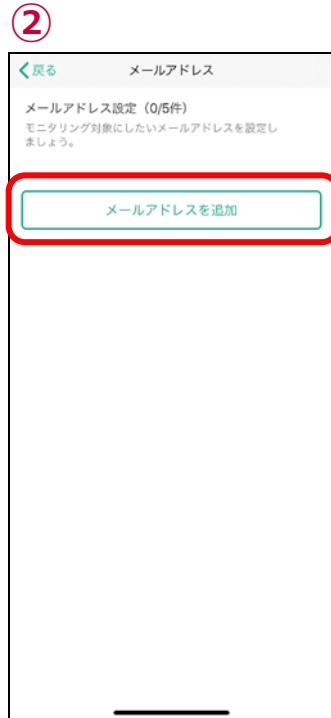 ②
戻る メールアドレス
メールアドレス設定（0/5件）
モニタリング対象にしたいメールアドレスを設定し
ましょう。
メールアドレスを追加